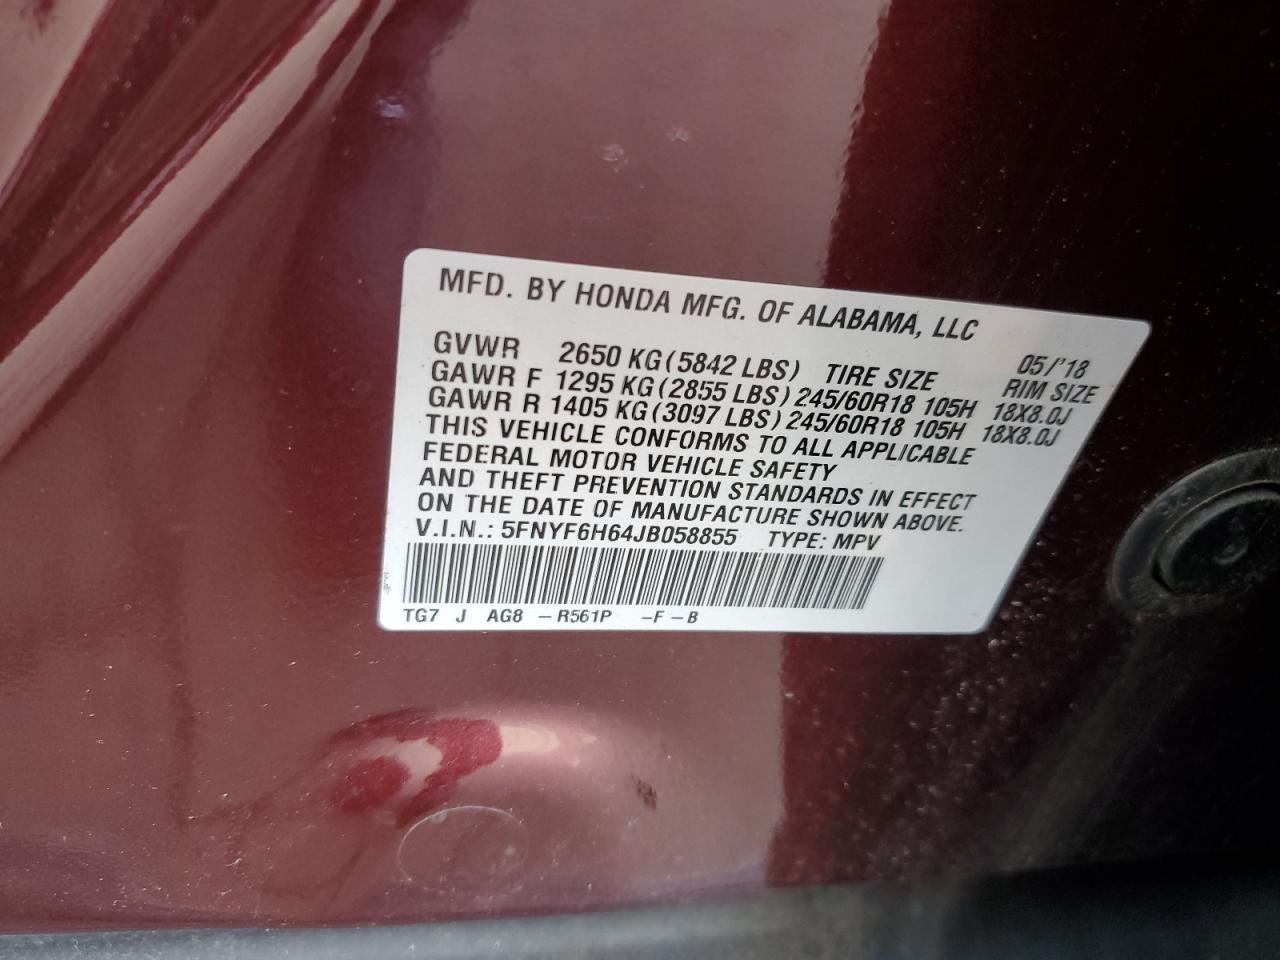 MFD. BY HONDA MFG. OF ALABAMA, LLC
05/'18
GVWR 2650 KG (5842 LBS) TIRE SIZE RIM SIZE
GAWR F 1295 KG (2855 LBS) 245/60R18 105H 18X8.0J
GAWR R 1405 KG (3097 LBS) 245/60R18 105H 18X8.0J
THIS VEHICLE CONFORMS TO ALL APPLICABLE
FEDERAL MOTOR VEHICLE SAFETY
AND THEFT PREVENTION STANDARDS IN EFFECT
ON THE DATE OF MANUFACTURE SHOWN ABOVE.
V.I.N.: 5FNYF6H64JB058855 TYPE: MPV
TG7 J AG8 – R561P –F – B